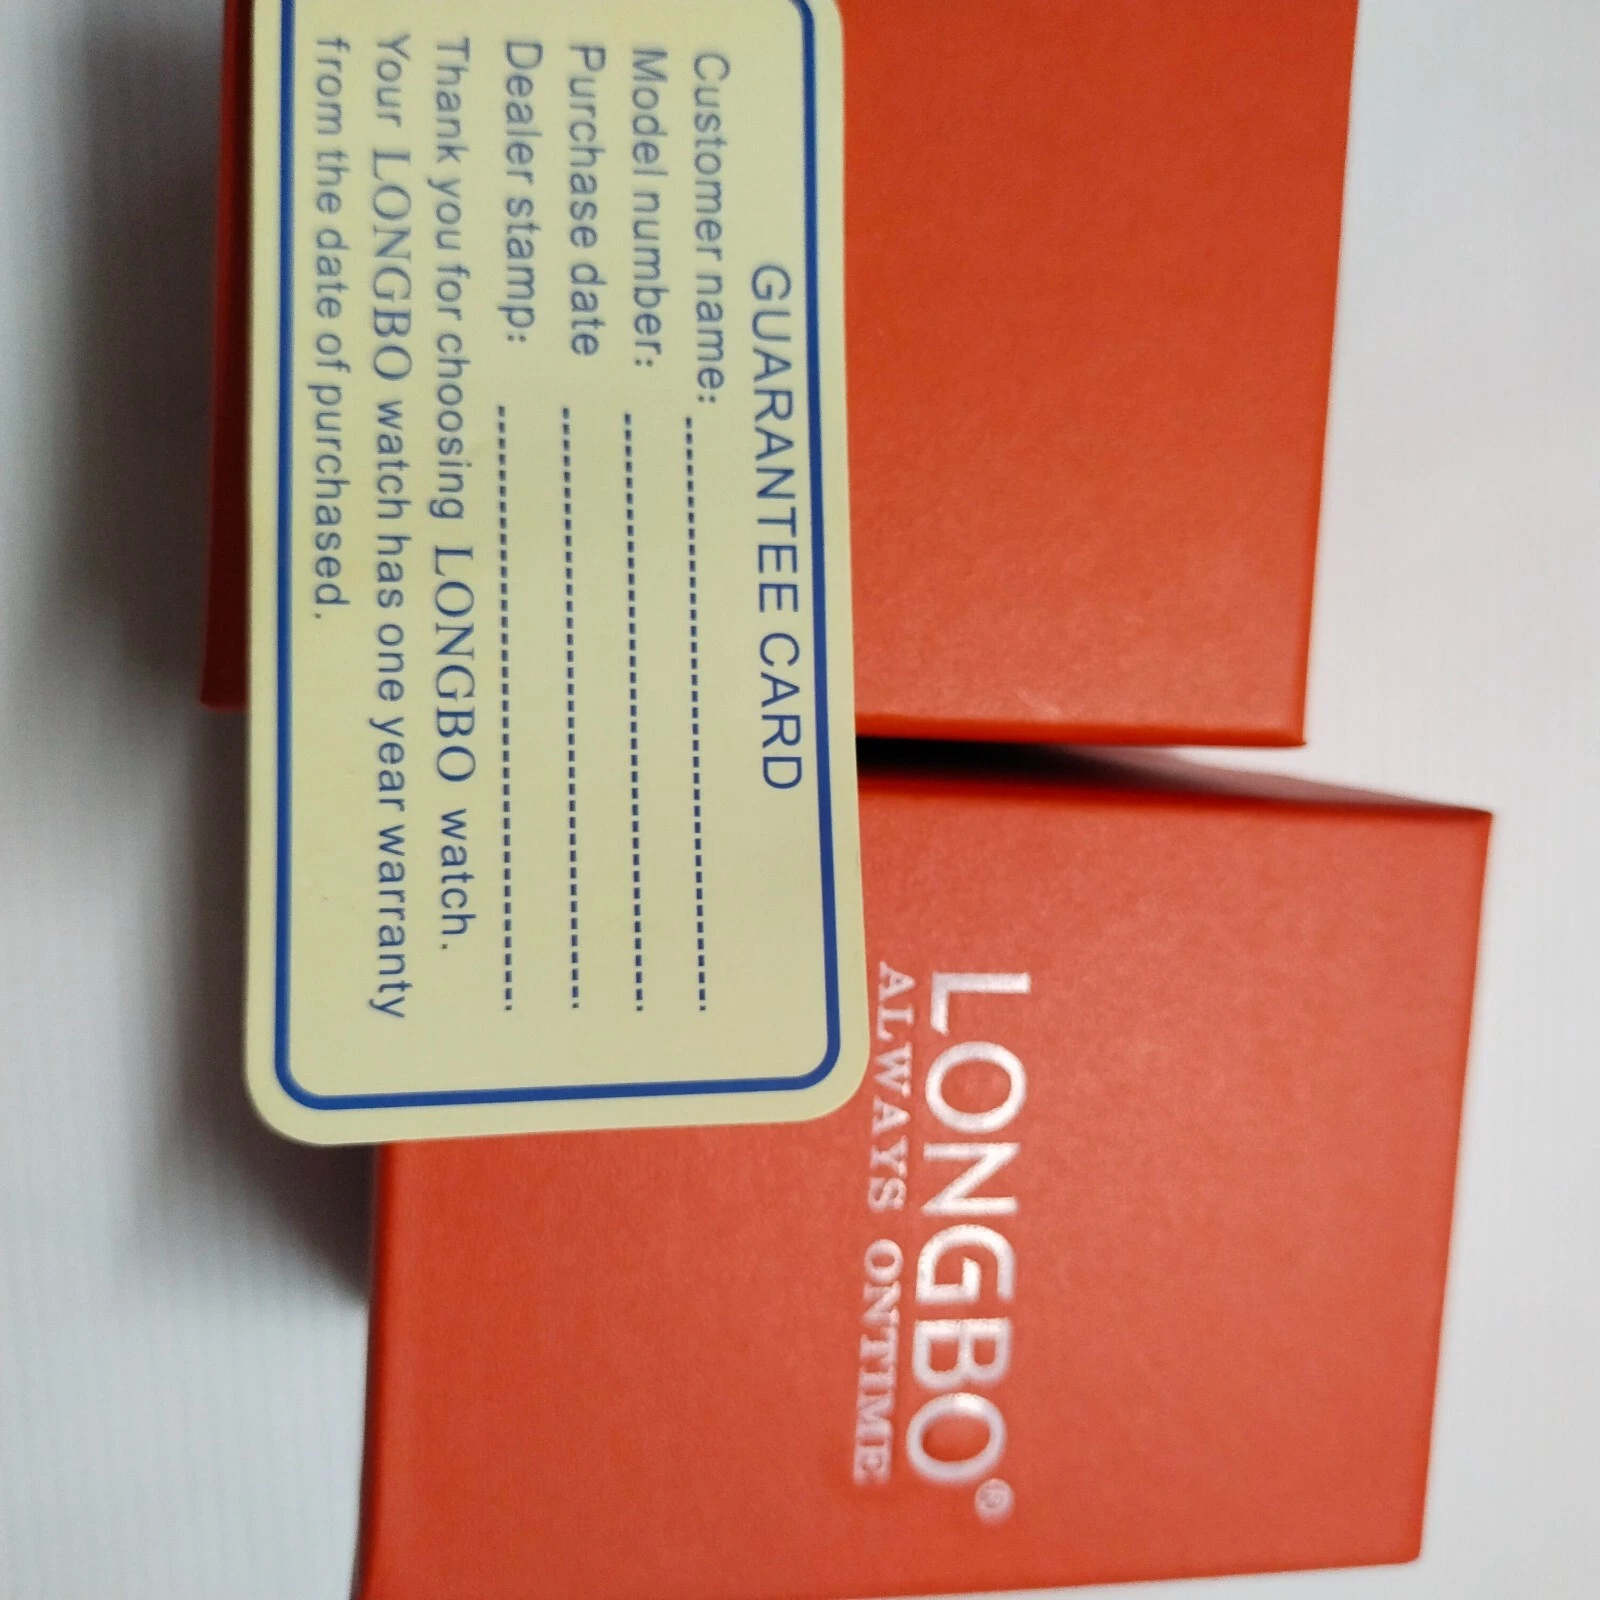 GUARANTEE CARD
Customer name:
Model number:
Purchase date
Dealer stamp:
Thank you for choosing LONGBO watch.
Your LONGBO watch has one year warranty
from the date of purchased.
LONGBO®
ALWAYS ONTIME